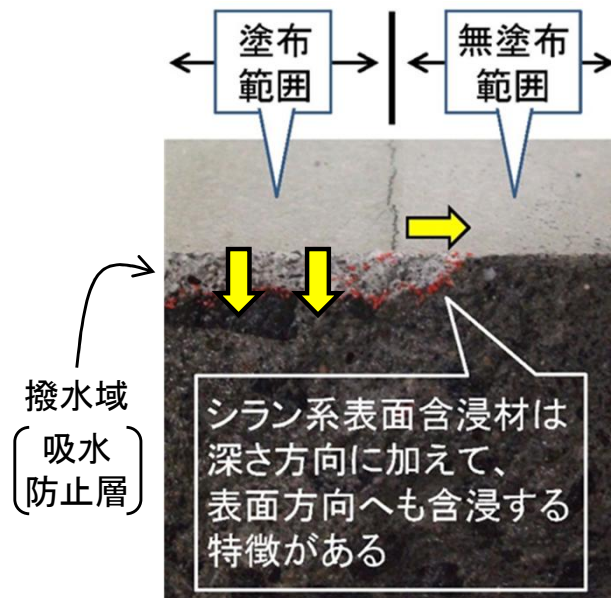 塗布
範囲
無塗布
範囲
撥水域
吸水
防止層
シラン系表面含浸材は
深さ方向に加えて、
表面方向へも含浸する
特徴がある